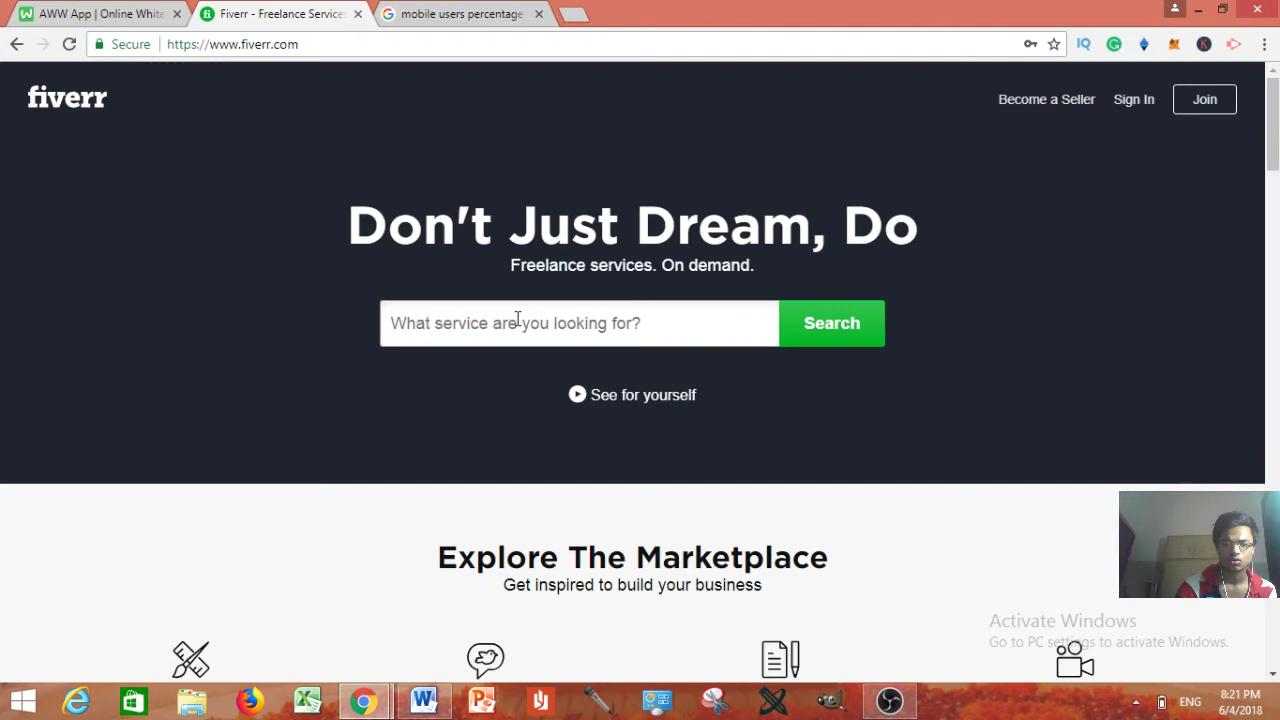 AWW App | Online White
Fiverr - Freelance Service
mobile users percentage
Secure
https://www.fiverr.com
IQ
fiverr
Become a Seller
Sign In
Join
Don't Just Dream, Do
Freelance services. On demand.
What service are you looking for?
Search
See for yourself
Explore The Marketplace
Get inspired to build your business
Activate Windows
Go to PC settings to activate Windows.
ENG
8:21 PM
6/4/2018